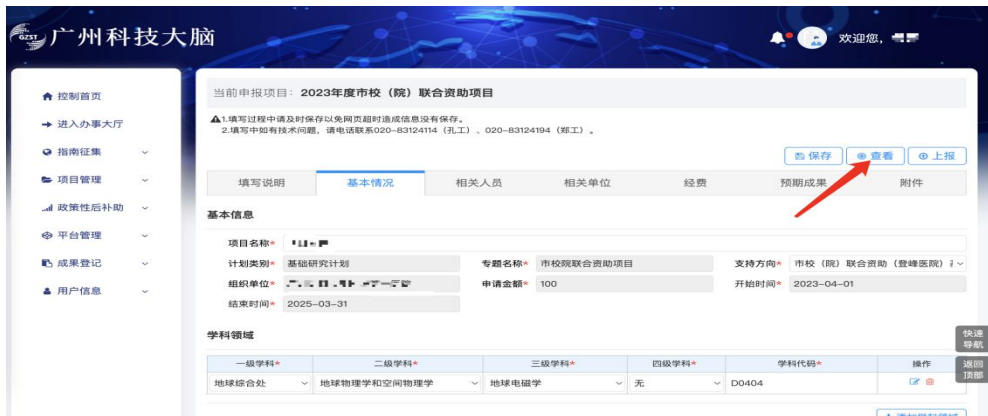 GZST 广州科技大脑
欢迎您，
控制首页
进入办事大厅
指南征集
项目管理
政策性后补助
平台管理
成果登记
用户信息
当前申报项目：2023年度市校（院）联合资助项目
1.填写过程中请及时保存以免网页超时造成信息没有保存。
2.填写中如有技术问题，请电话联系020-83124114（孔工）、020-83124194（郑工）。
保存 查看 上报
填写说明 基本情况 相关人员 相关单位 经费 预期成果 附件
基本信息
项目名称*
计划类别* 基础研究计划 专题名称* 市校院联合资助项目 支持方向* 市校（院）联合资助（登峰医院）
组织单位* 申请金额* 100 开始时间* 2023-04-01
结束时间* 2025-03-31
学科领域
一级学科* 二级学科* 三级学科* 四级学科* 学科代码* 操作
地球综合处 地球物理学和空间物理学 地球电磁学 无 D0404
快速
导航
返回
顶部